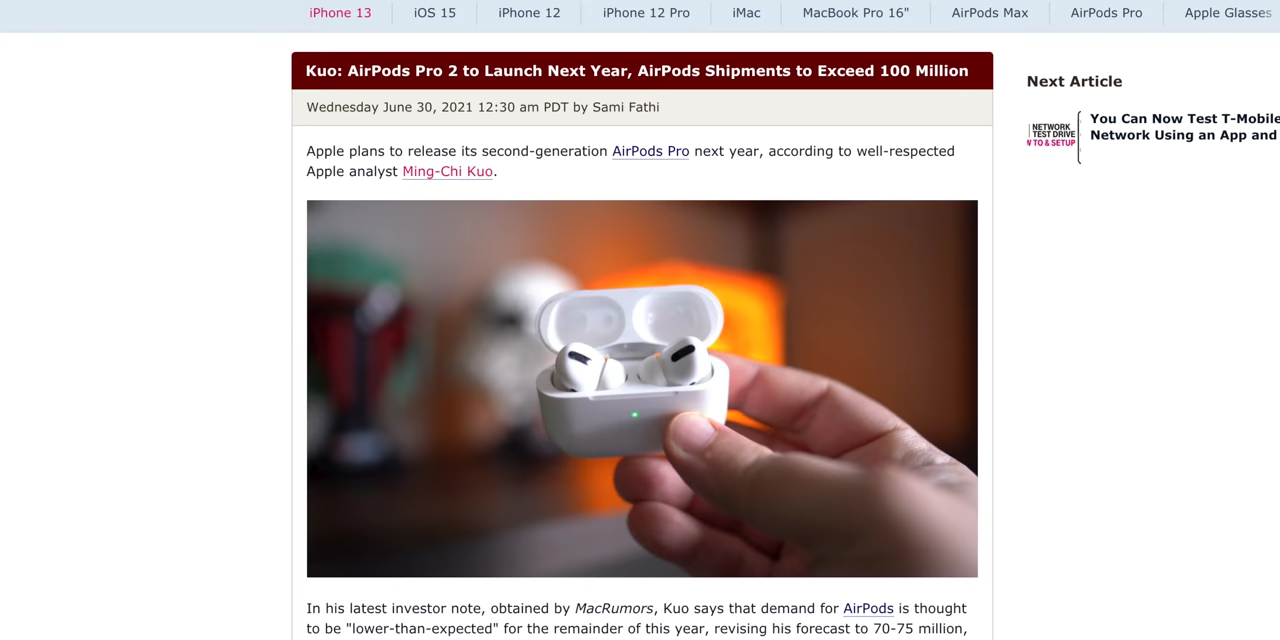 iPhone 13 iOS 15 iPhone 12 iPhone 12 Pro iMac MacBook Pro 16" AirPods Max AirPods Pro Apple Glasses
Kuo: AirPods Pro 2 to Launch Next Year, AirPods Shipments to Exceed 100 Million
Wednesday June 30, 2021 12:30 am PDT by Sami Fathi
Apple plans to release its second-generation AirPods Pro next year, according to well-respected
Apple analyst Ming-Chi Kuo.
In his latest investor note, obtained by MacRumors, Kuo says that demand for AirPods is thought
to be "lower-than-expected" for the remainder of this year, revising his forecast to 70-75 million,
Next Article
NETWORK
TEST DRIVE
W TO & SETUP
You Can Now Test T-Mobile
Network Using an App and